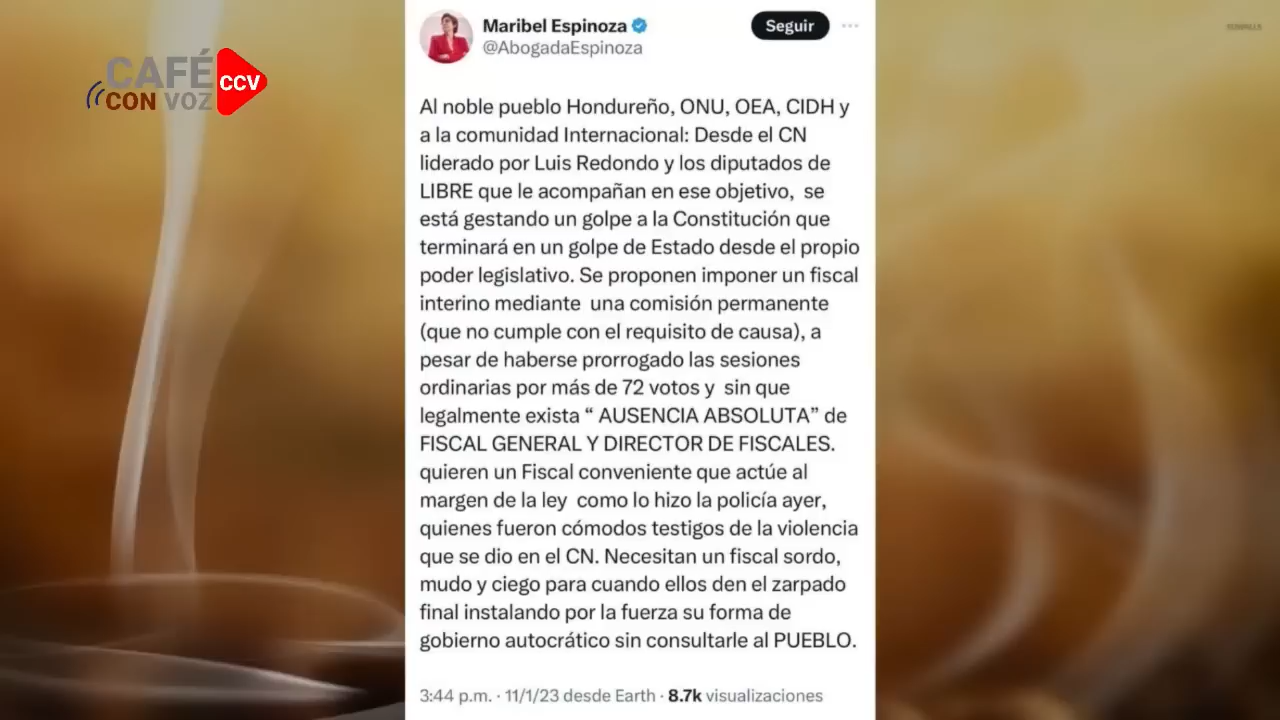 CAFÉ
CON VOZ
CCV
Maribel Espinoza
@AbogadaEspinoza
Seguir
Al noble pueblo Hondureño, ONU, OEA, CIDH y
a la comunidad Internacional: Desde el CN
liderado por Luis Redondo y los diputados de
LIBRE que le acompañan en ese objetivo,  se
está gestando un golpe a la Constitución que
terminará en un golpe de Estado desde el propio
poder legislativo. Se proponen imponer un fiscal
interino mediante  una comisión permanente
(que no cumple con el requisito de causa), a
pesar de haberse prorrogado las sesiones
ordinarias por más de 72 votos y  sin que
legalmente exista “ AUSENCIA ABSOLUTA” de
FISCAL GENERAL Y DIRECTOR DE FISCALES.
quieren un Fiscal conveniente que actúe al
margen de la ley  como lo hizo la policía ayer,
quienes fueron cómodos testigos de la violencia
que se dio en el CN. Necesitan un fiscal sordo,
mudo y ciego para cuando ellos den el zarpado
final instalando por la fuerza su forma de
gobierno autocrático sin consultarle al PUEBLO.
3:44 p.m. · 11/1/23 desde Earth · 8.7k visualizaciones